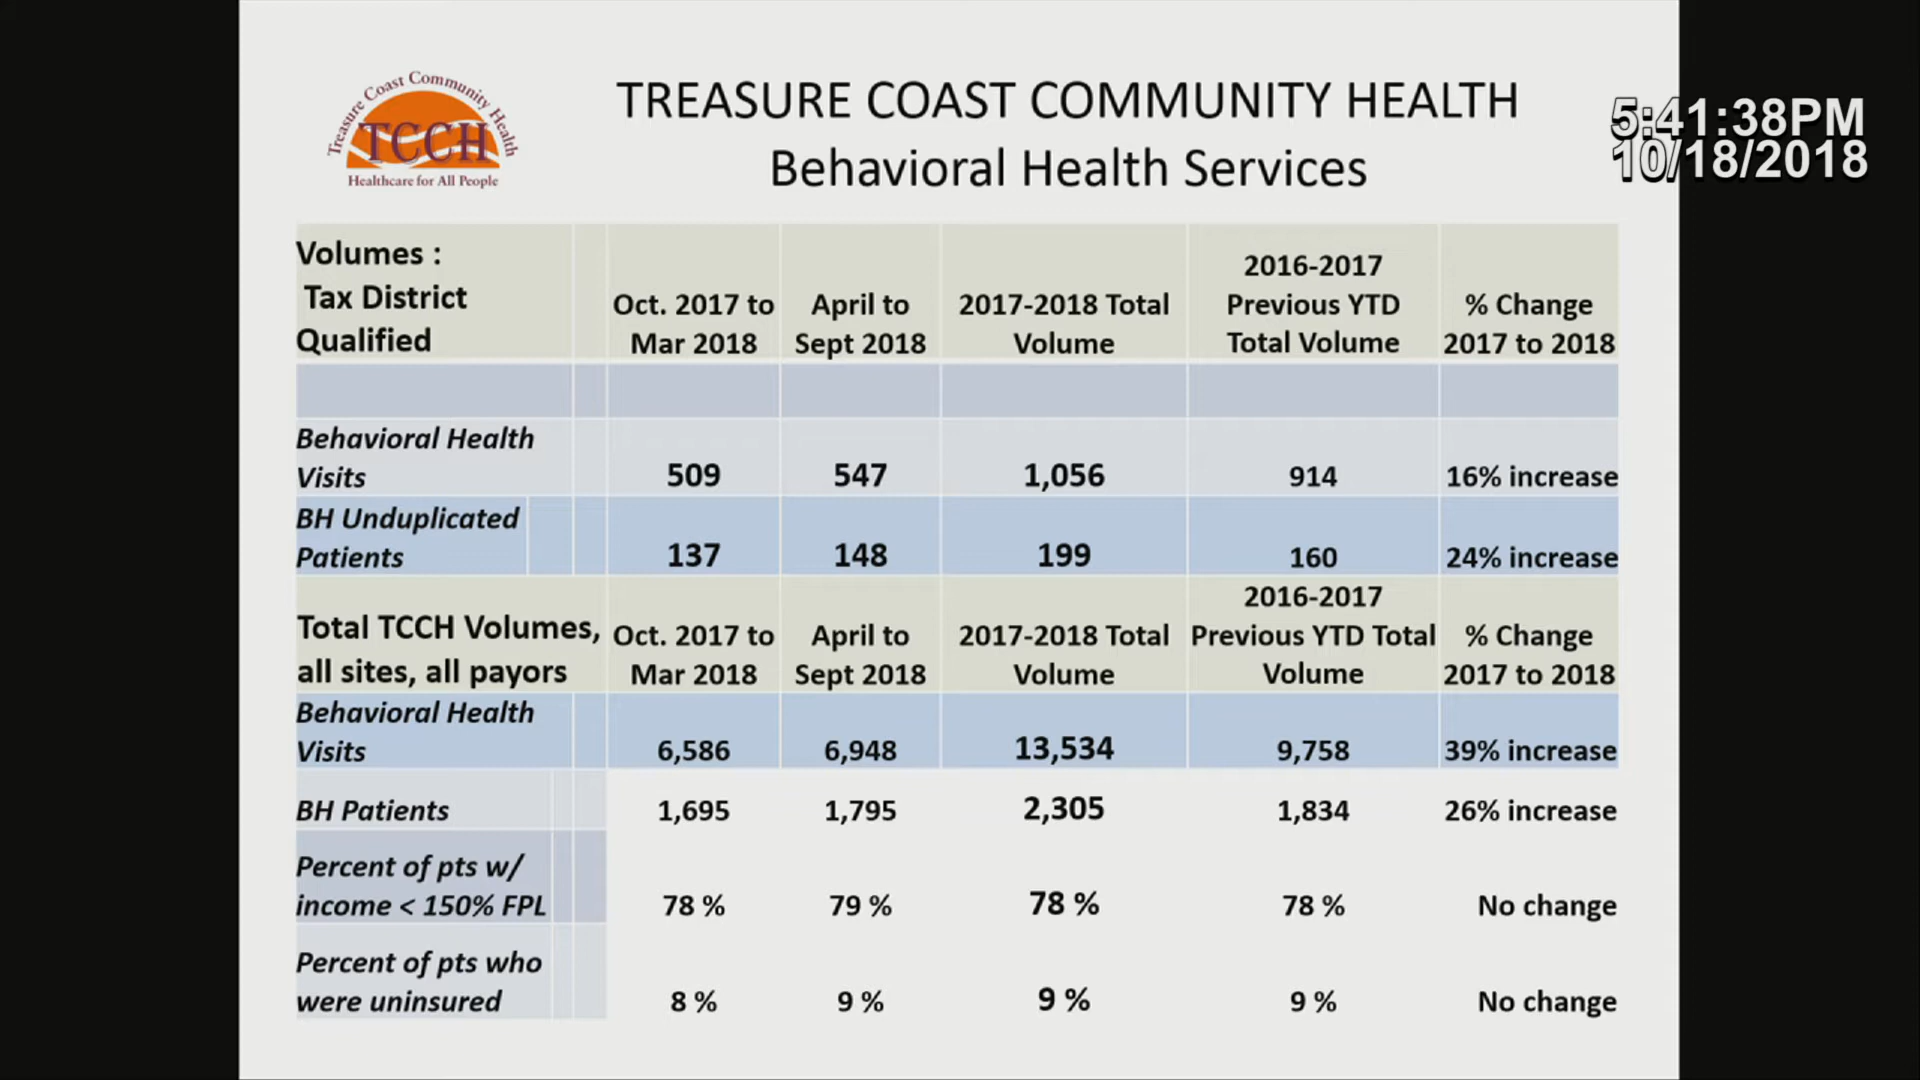 Treasure Coast Community Health
TCCH
Healthcare for All People
TREASURE COAST COMMUNITY HEALTH
Behavioral Health Services
5:41:38PM
10/18/2018
Volumes :
Tax District
Qualified
Oct. 2017 to
Mar 2018
April to
Sept 2018
2017-2018 Total
Volume
2016-2017
Previous YTD
Total Volume
% Change
2017 to 2018
Behavioral Health
Visits
509
547
1,056
914
16% increase
BH Unduplicated
Patients
137
148
199
160
24% increase
Total TCCH Volumes,
all sites, all payors
Oct. 2017 to
Mar 2018
April to
Sept 2018
2017-2018 Total
Volume
2016-2017
Previous YTD Total
Volume
% Change
2017 to 2018
Behavioral Health
Visits
6,586
6,948
13,534
9,758
39% increase
BH Patients
1,695
1,795
2,305
1,834
26% increase
Percent of pts w/
income < 150% FPL
78 %
79 %
78 %
78 %
No change
Percent of pts who
were uninsured
8 %
9 %
9 %
9 %
No change